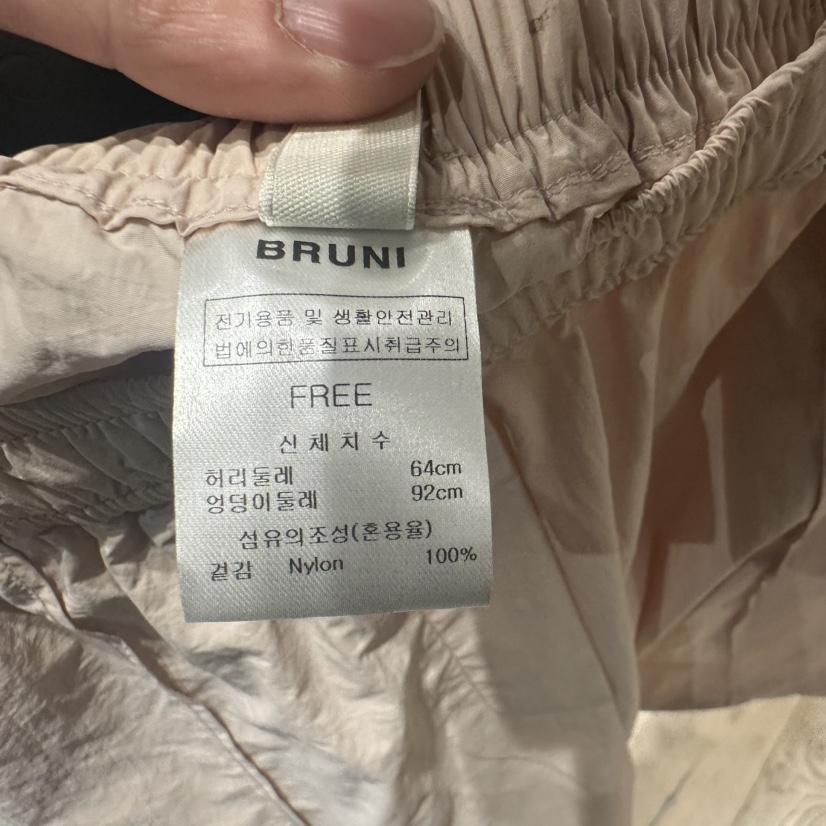 BRUNI
전기용품 및 생활안전관리
법에의한품질표시취급주의
FREE
신체치수
허리둘레 64cm
엉덩이둘레 92cm
섬유의조성(혼용율)
겉감 Nylon 100%